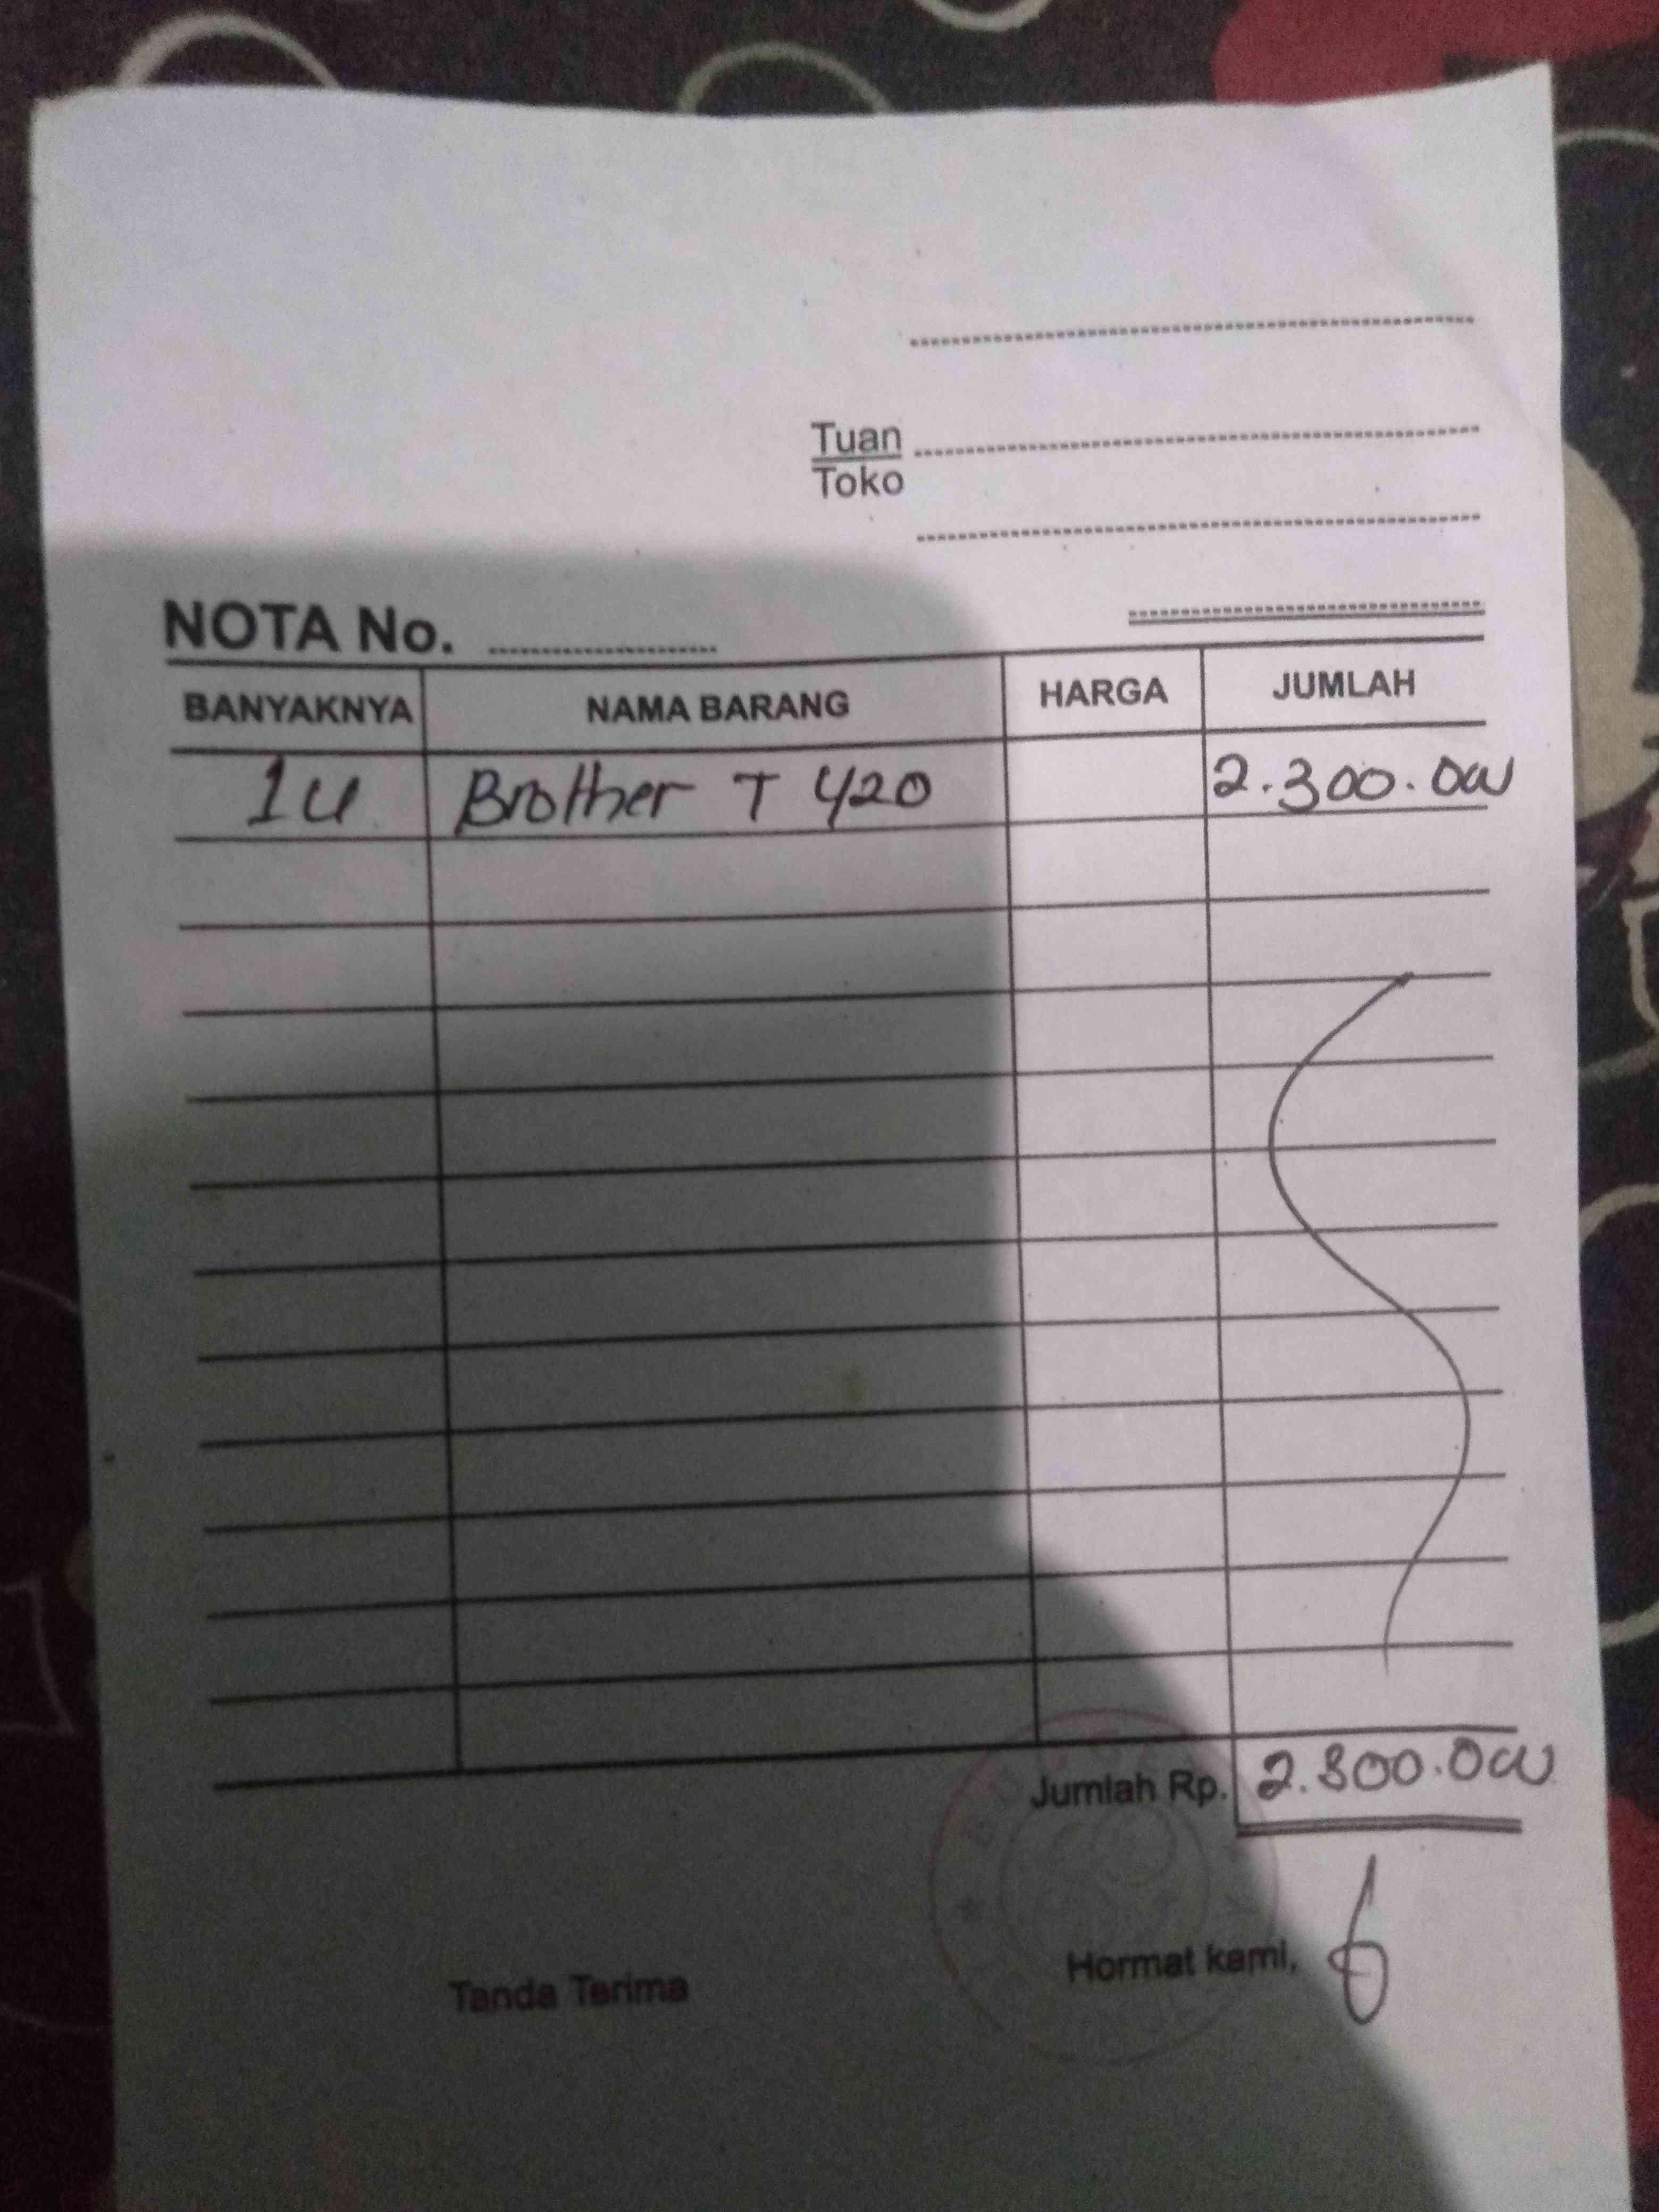 Tuan
Toko
NOTA No.
BANYAKNYA NAMA BARANG HARGA JUMLAH
1 U Brother T 420 2.300.000
Jumlah Rp. 2.300.000
Tanda Terima Hormat kami,